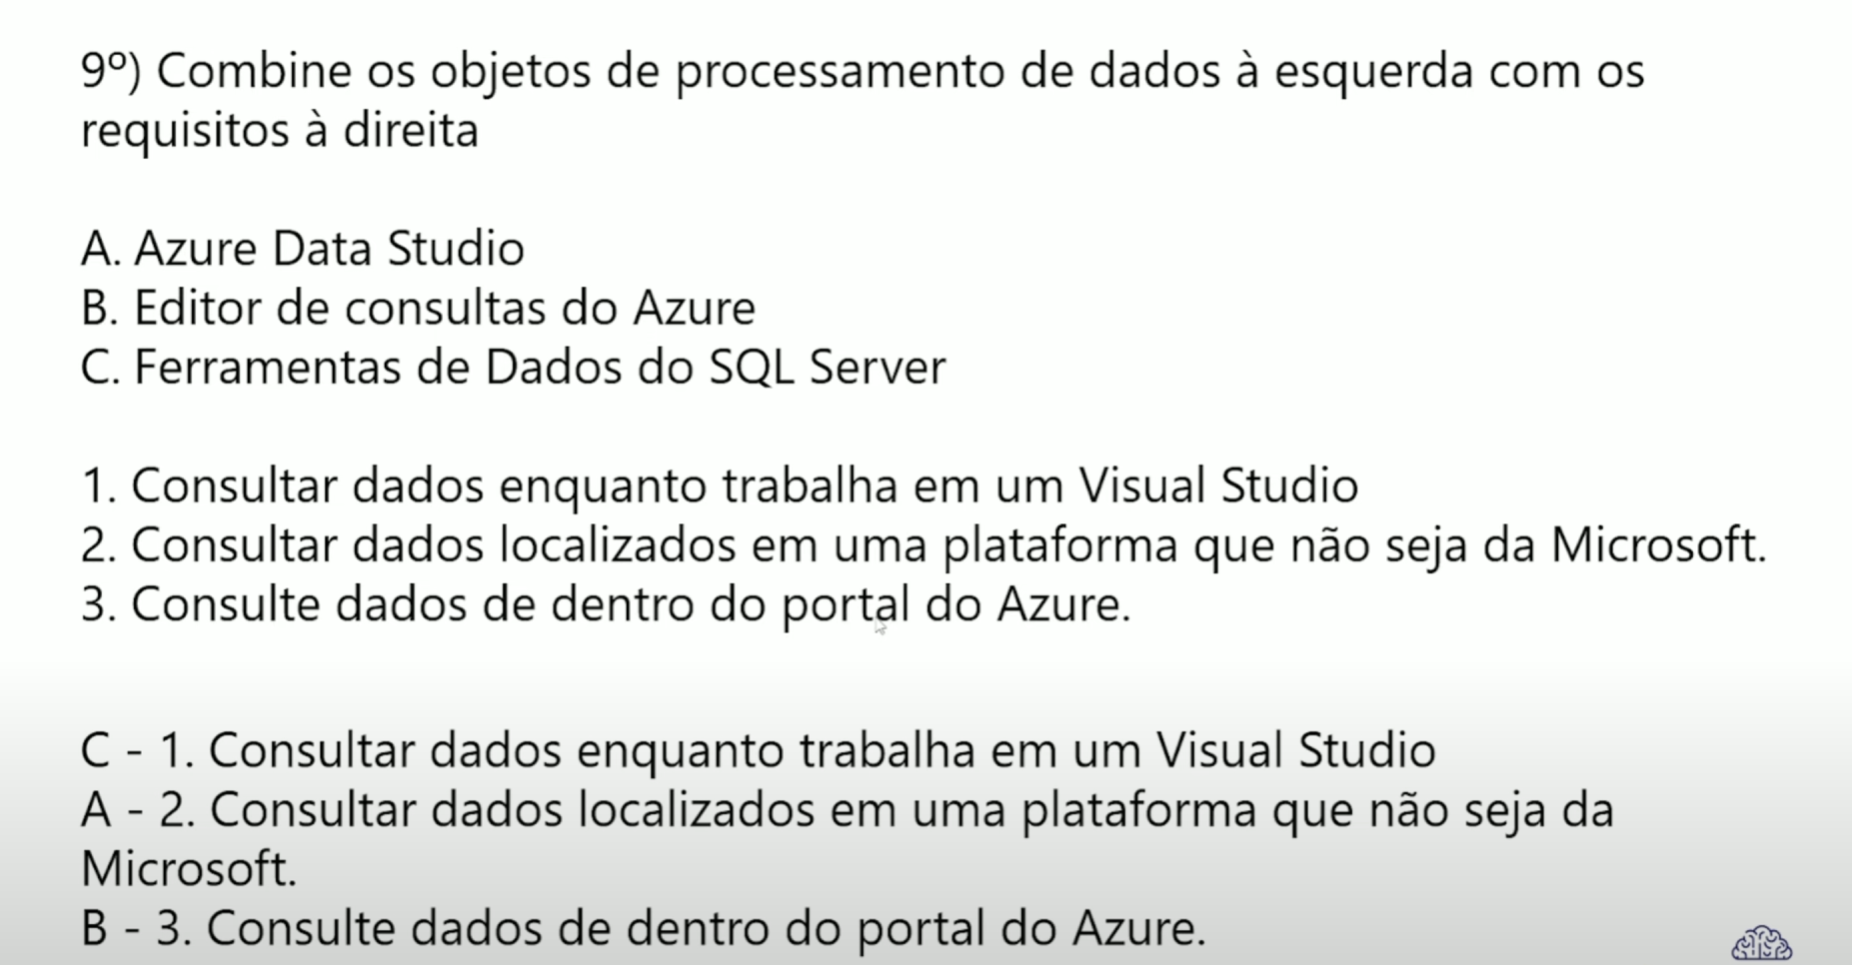 9º) Combine os objetos de processamento de dados à esquerda com os
requisitos à direita
A. Azure Data Studio
B. Editor de consultas do Azure
C. Ferramentas de Dados do SQL Server
1. Consultar dados enquanto trabalha em um Visual Studio
2. Consultar dados localizados em uma plataforma que não seja da Microsoft.
3. Consulte dados de dentro do portal do Azure.
C - 1. Consultar dados enquanto trabalha em um Visual Studio
A - 2. Consultar dados localizados em uma plataforma que não seja da
Microsoft.
B - 3. Consulte dados de dentro do portal do Azure.